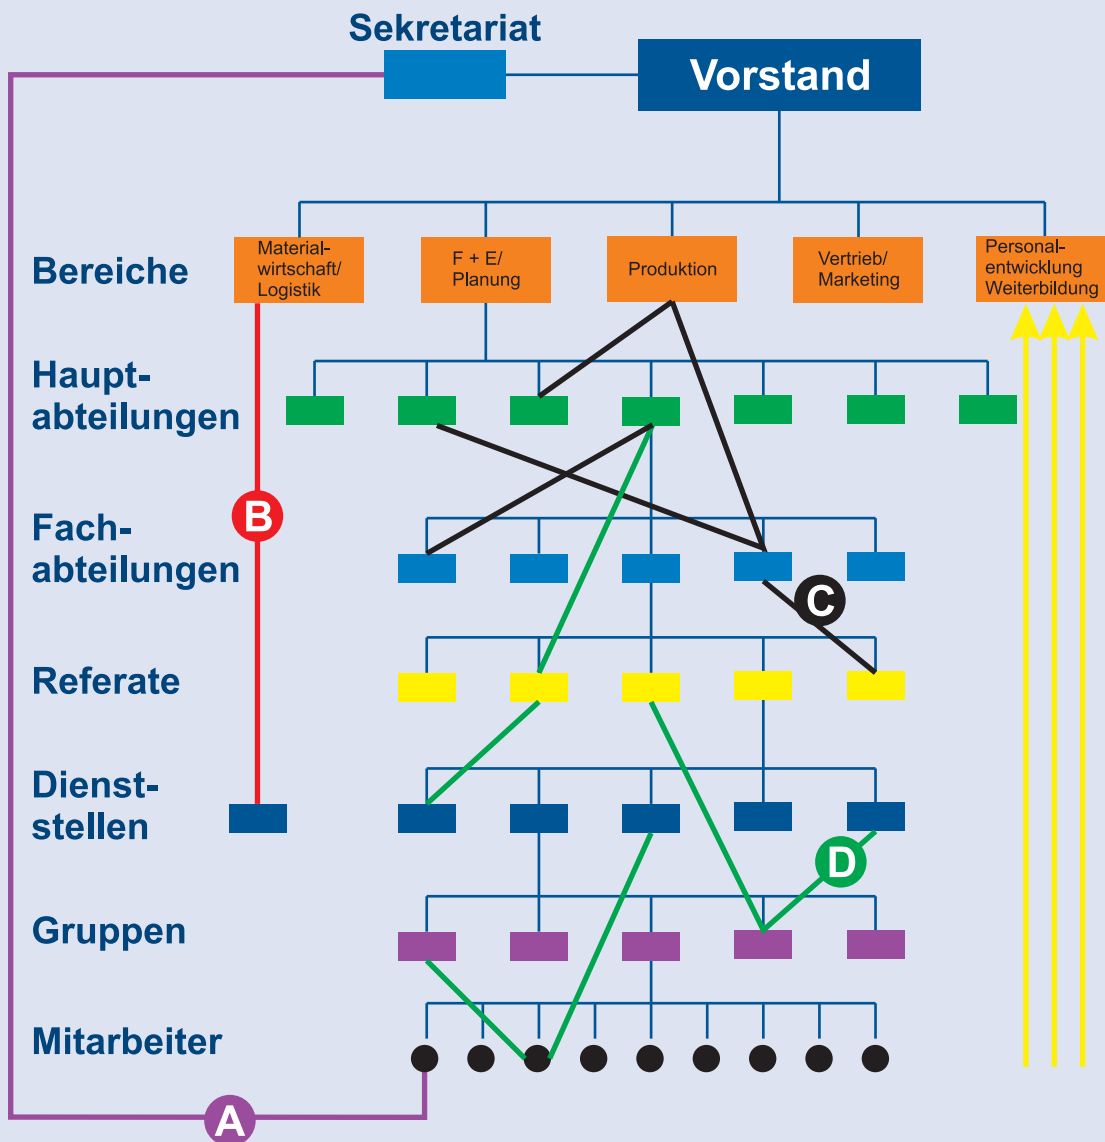 Sekretariat
Vorstand
Bereiche
Material-
wirtschaft/
Logistik
F + E/
Planung
Produktion
Vertrieb/
Marketing
Personal-
entwicklung
Weiterbildung
Haupt-
abteilungen
B
Fach-
abteilungen
C
Referate
Dienst-
stellen
D
Gruppen
Mitarbeiter
A